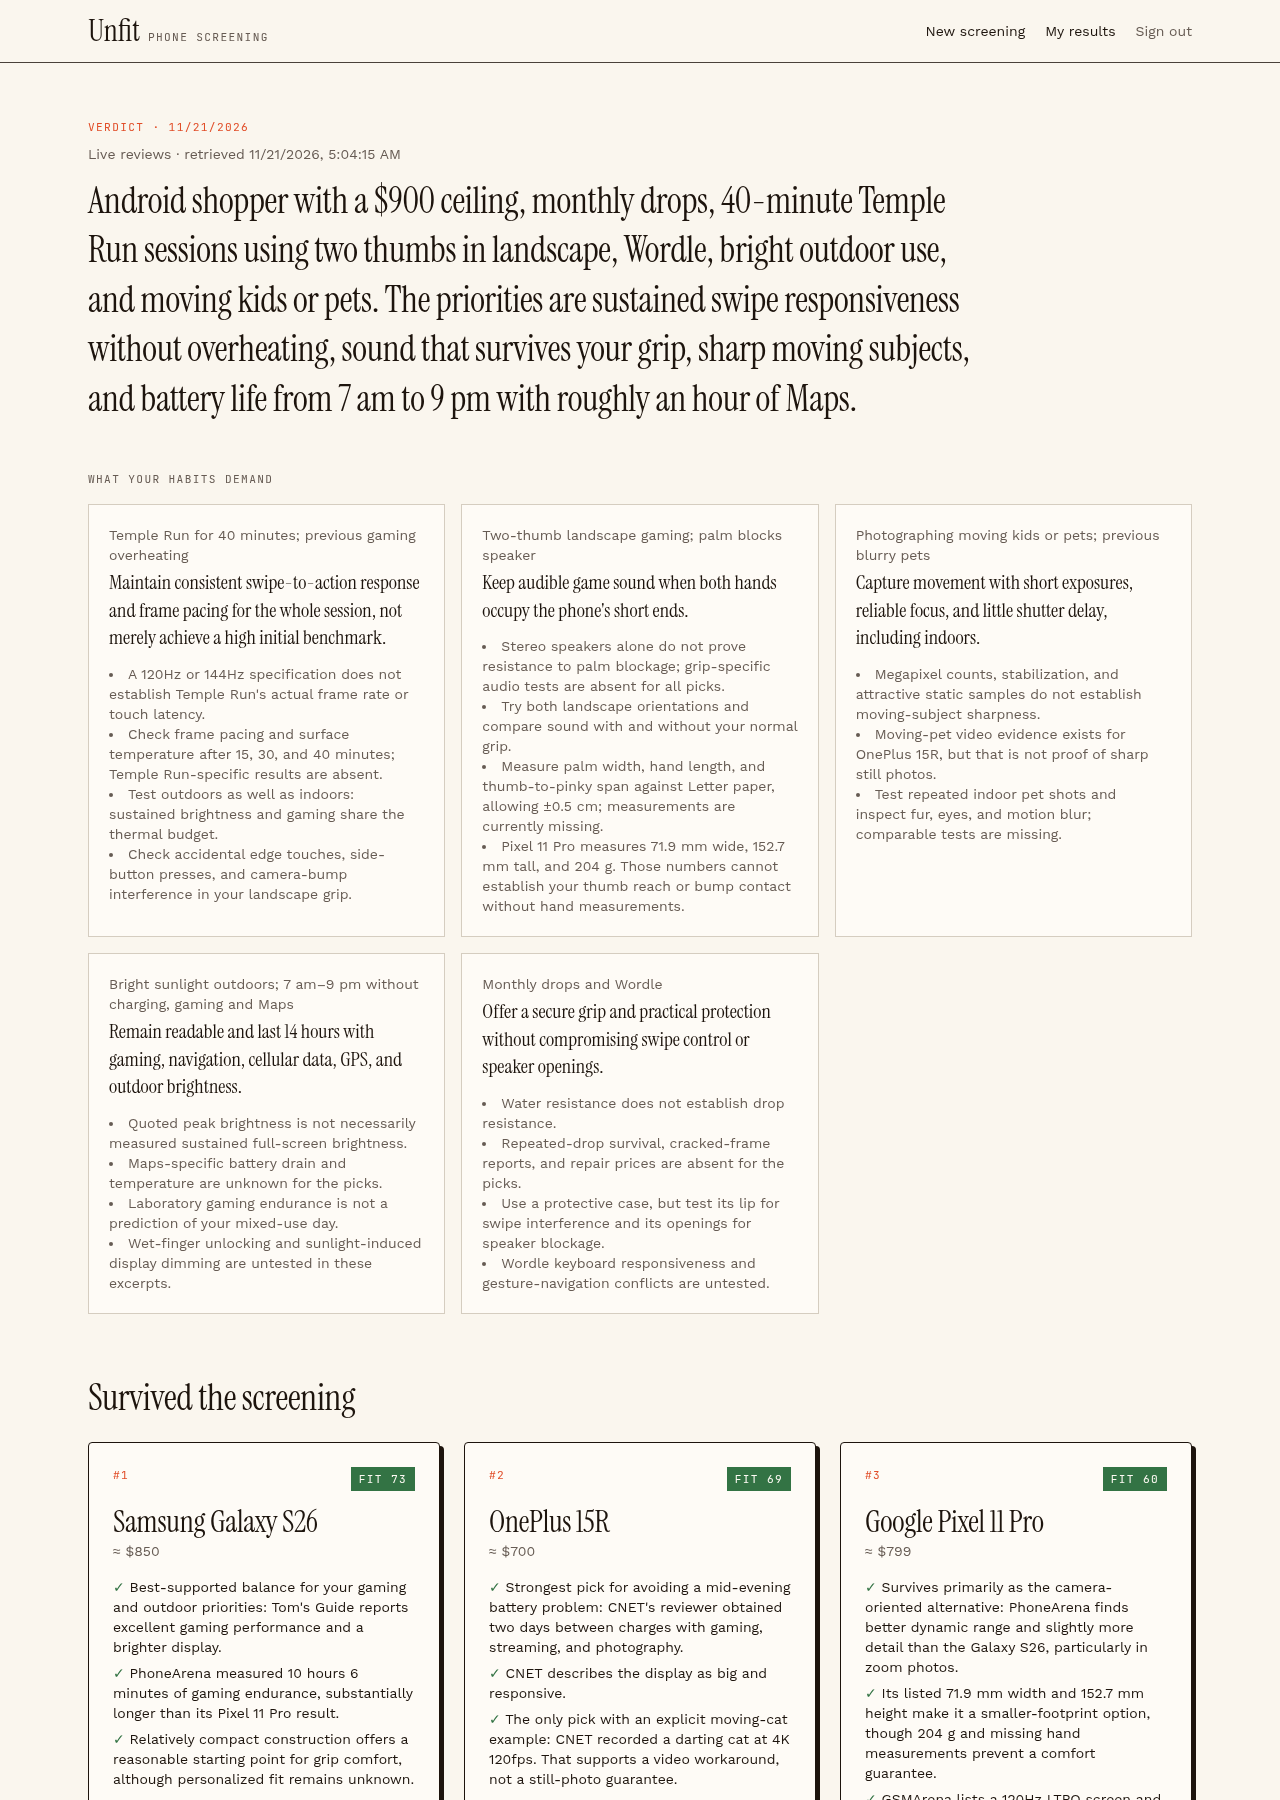 Unfit PHONE SCREENING
New screening My results Sign out
VERDICT · 11/21/2026
Live reviews · retrieved 11/21/2026, 5:04:15 AM
Android shopper with a $900 ceiling, monthly drops, 40-minute Temple
Run sessions using two thumbs in landscape, Wordle, bright outdoor use,
and moving kids or pets. The priorities are sustained swipe responsiveness
without overheating, sound that survives your grip, sharp moving subjects,
and battery life from 7 am to 9 pm with roughly an hour of Maps.
WHAT YOUR HABITS DEMAND
Temple Run for 40 minutes; previous gaming
overheating
Maintain consistent swipe-to-action response
and frame pacing for the whole session, not
merely achieve a high initial benchmark.
• A 120Hz or 144Hz specification does not
establish Temple Run's actual frame rate or
touch latency.
• Check frame pacing and surface
temperature after 15, 30, and 40 minutes;
Temple Run-specific results are absent.
• Test outdoors as well as indoors:
sustained brightness and gaming share the
thermal budget.
• Check accidental edge touches, side-
button presses, and camera-bump
interference in your landscape grip.
Two-thumb landscape gaming; palm blocks
speaker
Keep audible game sound when both hands
occupy the phone's short ends.
• Stereo speakers alone do not prove
resistance to palm blockage; grip-specific
audio tests are absent for all picks.
• Try both landscape orientations and
compare sound with and without your normal
grip.
• Measure palm width, hand length, and
thumb-to-pinky span against Letter paper,
allowing ±0.5 cm; measurements are
currently missing.
• Pixel 11 Pro measures 71.9 mm wide, 152.7
mm tall, and 204 g. Those numbers cannot
establish your thumb reach or bump contact
without hand measurements.
Photographing moving kids or pets; previous
blurry pets
Capture movement with short exposures,
reliable focus, and little shutter delay,
including indoors.
• Megapixel counts, stabilization, and
attractive static samples do not establish
moving-subject sharpness.
• Moving-pet video evidence exists for
OnePlus 15R, but that is not proof of sharp
still photos.
• Test repeated indoor pet shots and
inspect fur, eyes, and motion blur;
comparable tests are missing.
Bright sunlight outdoors; 7 am–9 pm without
charging, gaming and Maps
Remain readable and last 14 hours with
gaming, navigation, cellular data, GPS, and
outdoor brightness.
• Quoted peak brightness is not necessarily
measured sustained full-screen brightness.
• Maps-specific battery drain and
temperature are unknown for the picks.
• Laboratory gaming endurance is not a
prediction of your mixed-use day.
• Wet-finger unlocking and sunlight-induced
display dimming are untested in these
excerpts.
Monthly drops and Wordle
Offer a secure grip and practical protection
without compromising swipe control or
speaker openings.
• Water resistance does not establish drop
resistance.
• Repeated-drop survival, cracked-frame
reports, and repair prices are absent for the
picks.
• Use a protective case, but test its lip for
swipe interference and its openings for
speaker blockage.
• Wordle keyboard responsiveness and
gesture-navigation conflicts are untested.
Survived the screening
#1 FIT 73
Samsung Galaxy S26
≈ $850
✓ Best-supported balance for your gaming
and outdoor priorities: Tom's Guide reports
excellent gaming performance and a
brighter display.
✓ PhoneArena measured 10 hours 6
minutes of gaming endurance, substantially
longer than its Pixel 11 Pro result.
✓ Relatively compact construction offers a
reasonable starting point for grip comfort,
although personalized fit remains unknown.
#2 FIT 69
OnePlus 15R
≈ $700
✓ Strongest pick for avoiding a mid-evening
battery problem: CNET's reviewer obtained
two days between charges with gaming,
streaming, and photography.
✓ CNET describes the display as big and
responsive.
✓ The only pick with an explicit moving-cat
example: CNET recorded a darting cat at 4K
120fps. That supports a video workaround,
not a still-photo guarantee.
#3 FIT 60
Google Pixel 11 Pro
≈ $799
✓ Survives primarily as the camera-
oriented alternative: PhoneArena finds
better dynamic range and slightly more
detail than the Galaxy S26, particularly in
zoom photos.
✓ Its listed 71.9 mm width and 152.7 mm
height make it a smaller-footprint option,
though 204 g and missing hand
measurements prevent a comfort
guarantee.
✓ GSMArena lists a 120Hz LTPO screen and